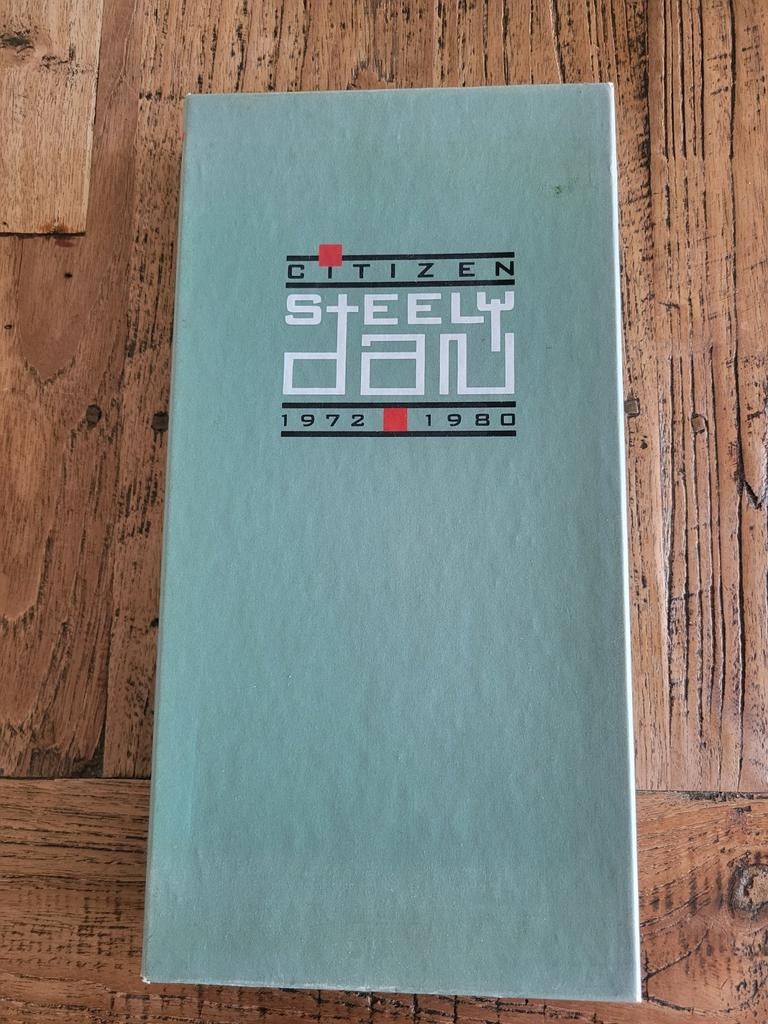 CiTIZEN
STEELY
dan
1972 1980